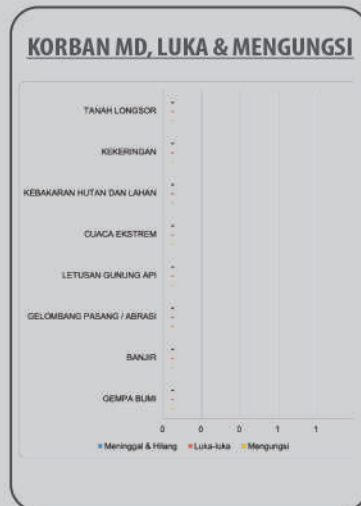 KORBAN MD, LUKA & MENGUNGSI
TANAH LONGSOR
KEKERINGAN
KEBAKARAN HUTAN DAN LAHAN
CUACA EKSTREM
LETUSAN GUNUNG API
GELOMBANG PASANG / ABRASI
BANJIR
GEMPA BUMI
0 0 0 1 1
Meninggal & Hilang Luka-luka Mengungsi